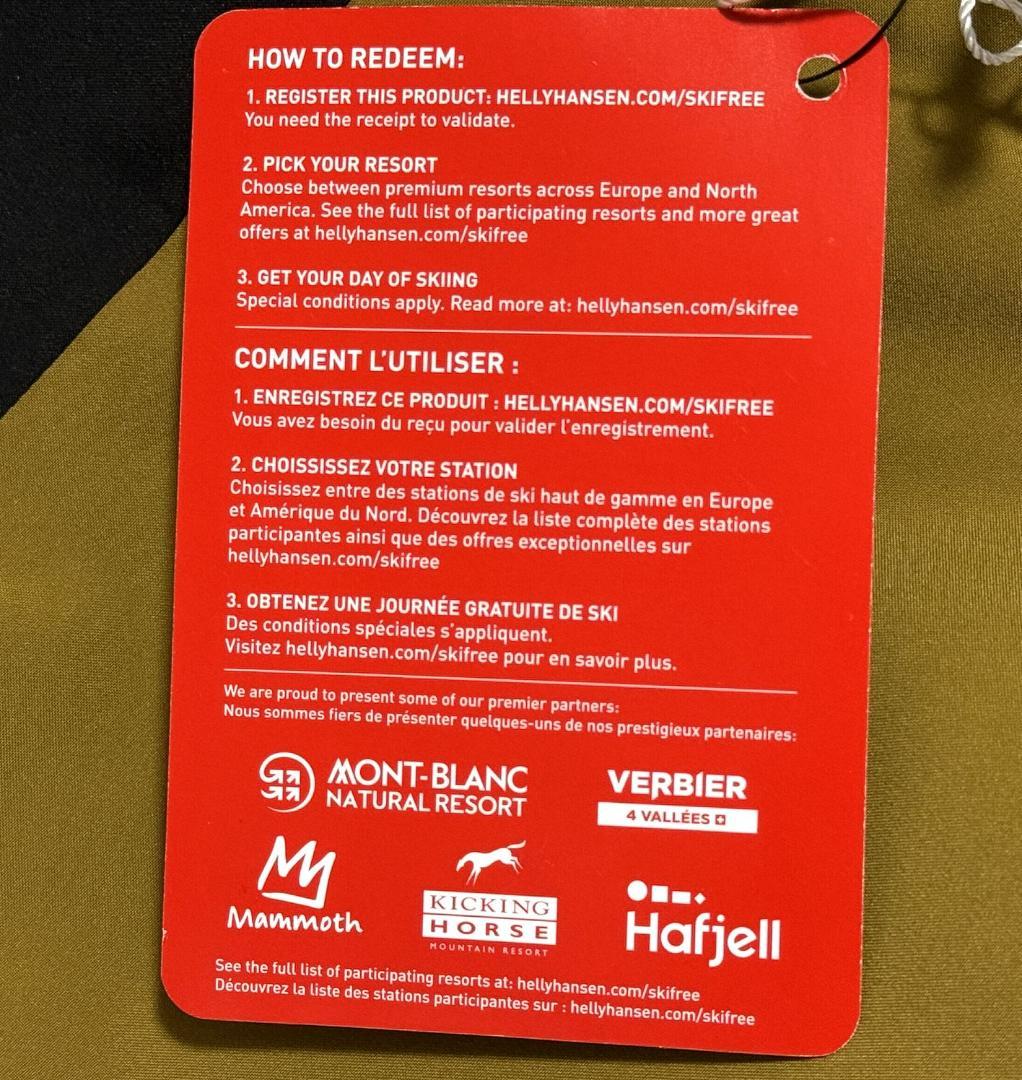 HOW TO REDEEM:
1. REGISTER THIS PRODUCT: HELLYHANSEN.COM/SKIFREE
You need the receipt to validate.
2. PICK YOUR RESORT
Choose between premium resorts across Europe and North
America. See the full list of participating resorts and more great
offers at hellyhansen.com/skifree
3. GET YOUR DAY OF SKIING
Special conditions apply. Read more at: hellyhansen.com/skifree
COMMENT L'UTILISER :
1. ENREGISTREZ CE PRODUIT : HELLYHANSEN.COM/SKIFREE
Vous avez besoin du reçu pour valider l'enregistrement.
2. CHOISSISSEZ VOTRE STATION
Choisissez entre des stations de ski haut de gamme en Europe
et Amérique du Nord. Découvrez la liste complète des stations
participantes ainsi que des offres exceptionnelles sur
hellyhansen.com/skifree
3. OBTENEZ UNE JOURNÉE GRATUITE DE SKI
Des conditions spéciales s'appliquent.
Visitez hellyhansen.com/skifree pour en savoir plus.
We are proud to present some of our premier partners:
Nous sommes fiers de présenter quelques-uns de nos prestigieux partenaires:
MONT-BLANC
NATURAL RESORT
VERBIER
4 VALLÉES
Mammoth
KICKING
HORSE
MOUNTAIN RESORT
Hafjell
See the full list of participating resorts at: hellyhansen.com/skifree
Découvrez la liste des stations participantes sur : hellyhansen.com/skifree